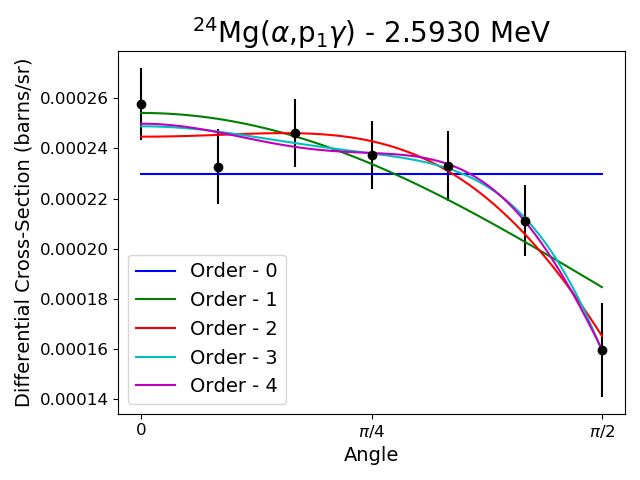 ²⁴Mg(α,p₁γ) - 2.5930 MeV
Differential Cross-Section (barns/sr)
0.00026
0.00024
0.00022
0.00020
0.00018
0.00016
0.00014
Order - 0
Order - 1
Order - 2
Order - 3
Order - 4
0
π/4
π/2
Angle